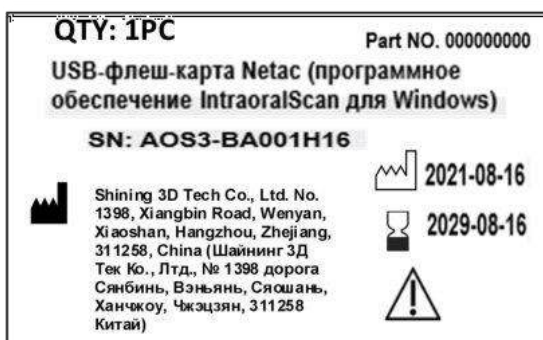 QTY: 1PC
Part NO. 000000000
USB-флеш-карта Netac (программное
обеспечение IntraoralScan для Windows)
SN: AOS3-BA001H16
2021-08-16
2029-08-16
Shining 3D Tech Co., Ltd. No.
1398, Xiangbin Road, Wenyan,
Xiaoshan, Hangzhou, Zhejiang,
311258, China (Шайнинг 3Д
Тек Ко., Лтд., № 1398 дорога
Сянбинь, Вэньянь, Сяошань,
Ханчжоу, Чжэцзян, 311258
Китай)